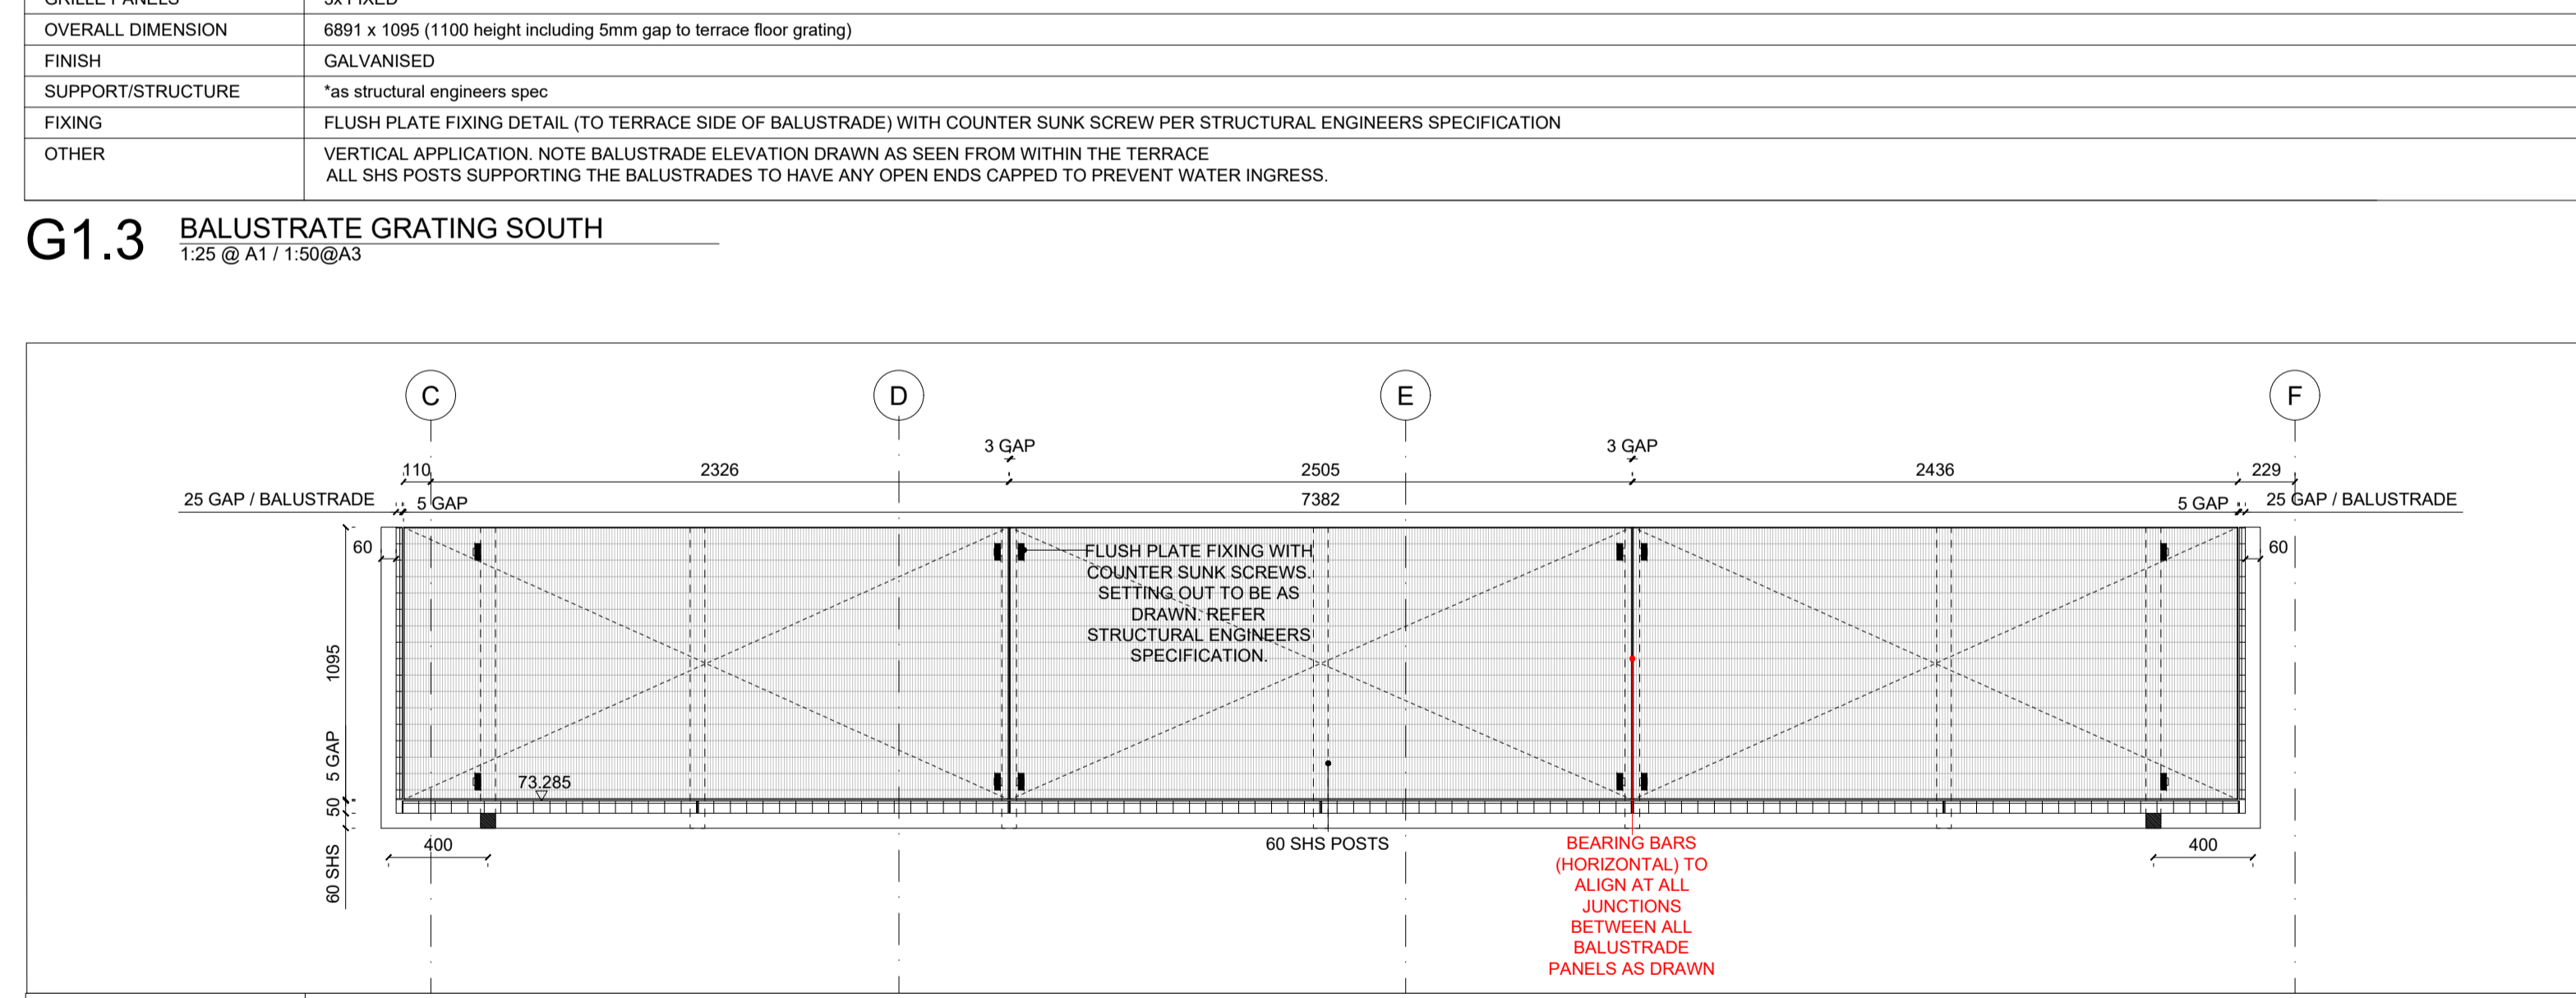 GRILLE PANELS 3x FIXED
OVERALL DIMENSION 6891 x 1095 (1100 height including 5mm gap to terrace floor grating)
FINISH GALVANISED
SUPPORT/STRUCTURE *as structural engineers spec
FIXING FLUSH PLATE FIXING DETAIL (TO TERRACE SIDE OF BALUSTRADE) WITH COUNTER SUNK SCREW PER STRUCTURAL ENGINEERS SPECIFICATION
OTHER VERTICAL APPLICATION. NOTE BALUSTRADE ELEVATION DRAWN AS SEEN FROM WITHIN THE TERRACE
ALL SHS POSTS SUPPORTING THE BALUSTRADES TO HAVE ANY OPEN ENDS CAPPED TO PREVENT WATER INGRESS.
G1.3 BALUSTRATE GRATING SOUTH
1:25 @ A1 / 1:50@A3
C D E F
3 GAP 3 GAP
110 2326 2505 2436 229
25 GAP / BALUSTRADE 5 GAP 7382 5 GAP 25 GAP / BALUSTRADE
60 60
FLUSH PLATE FIXING WITH
COUNTER SUNK SCREWS.
SETTING OUT TO BE AS
DRAWN. REFER
STRUCTURAL ENGINEERS
SPECIFICATION.
1095
5 GAP
50
60 SHS
73.285
400 60 SHS POSTS 400
BEARING BARS
(HORIZONTAL) TO
ALIGN AT ALL
JUNCTIONS
BETWEEN ALL
BALUSTRADE
PANELS AS DRAWN